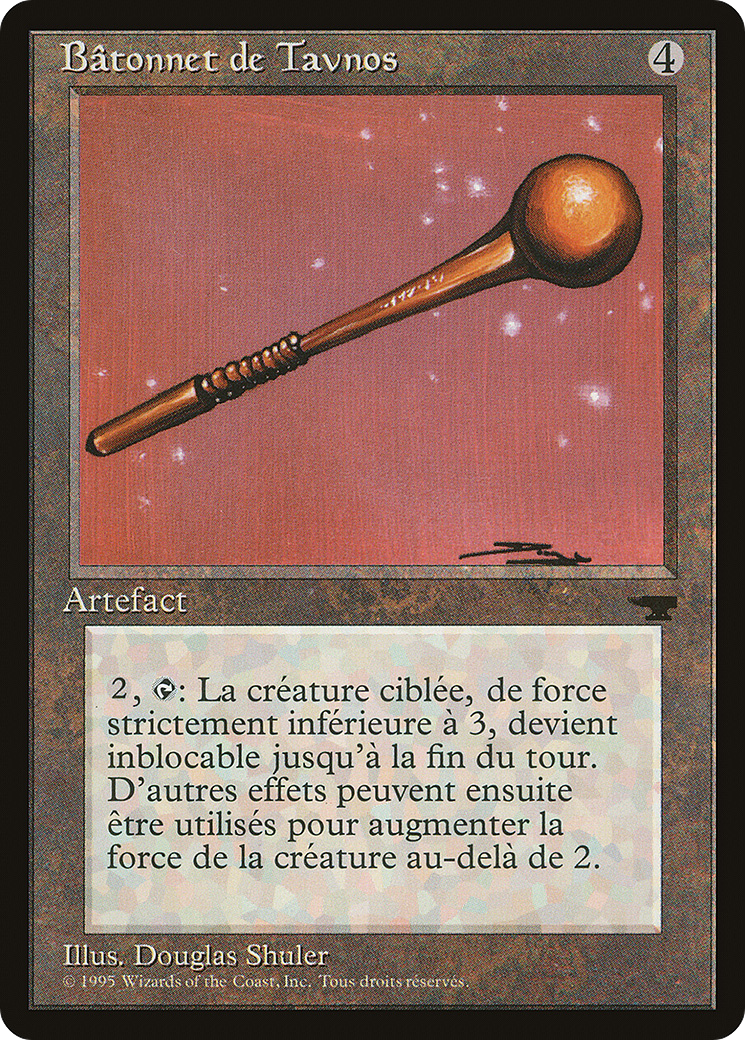 Bâtonnet de Tavnos
4
Artefact
2, : La créature ciblée, de force
strictement inférieure à 3, devient
inblocable jusqu'à la fin du tour.
D'autres effets peuvent ensuite
être utilisés pour augmenter la
force de la créature au-delà de 2.
Illus. Douglas Shuler
© 1995 Wizards of the Coast, Inc. Tous droits réservés.